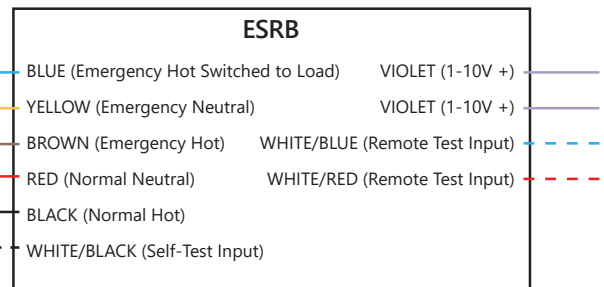 ESRB
BLUE (Emergency Hot Switched to Load) VIOLET (1-10V +)
YELLOW (Emergency Neutral) VIOLET (1-10V +)
BROWN (Emergency Hot) WHITE/BLUE (Remote Test Input)
RED (Normal Neutral) WHITE/RED (Remote Test Input)
BLACK (Normal Hot)
WHITE/BLACK (Self-Test Input)